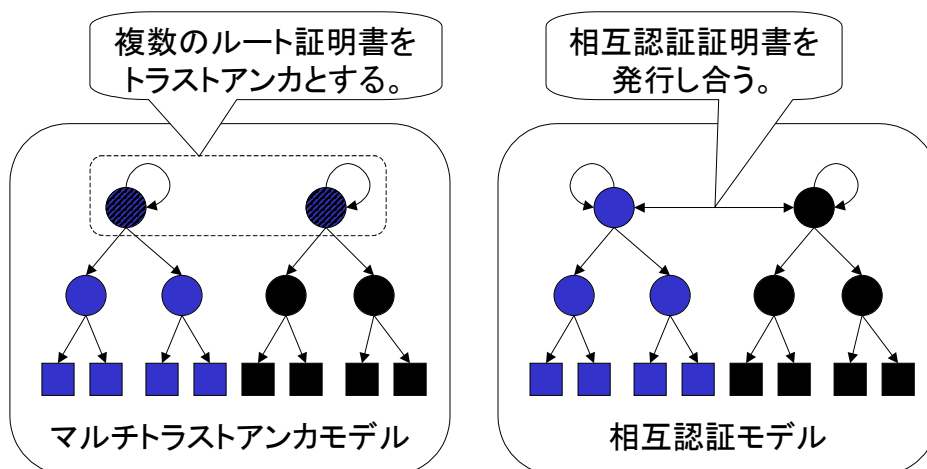 複数のルート証明書を
トラストアンカとする。
相互認証証明書を
発行し合う。
マルチトラストアンカモデル
相互認証モデル